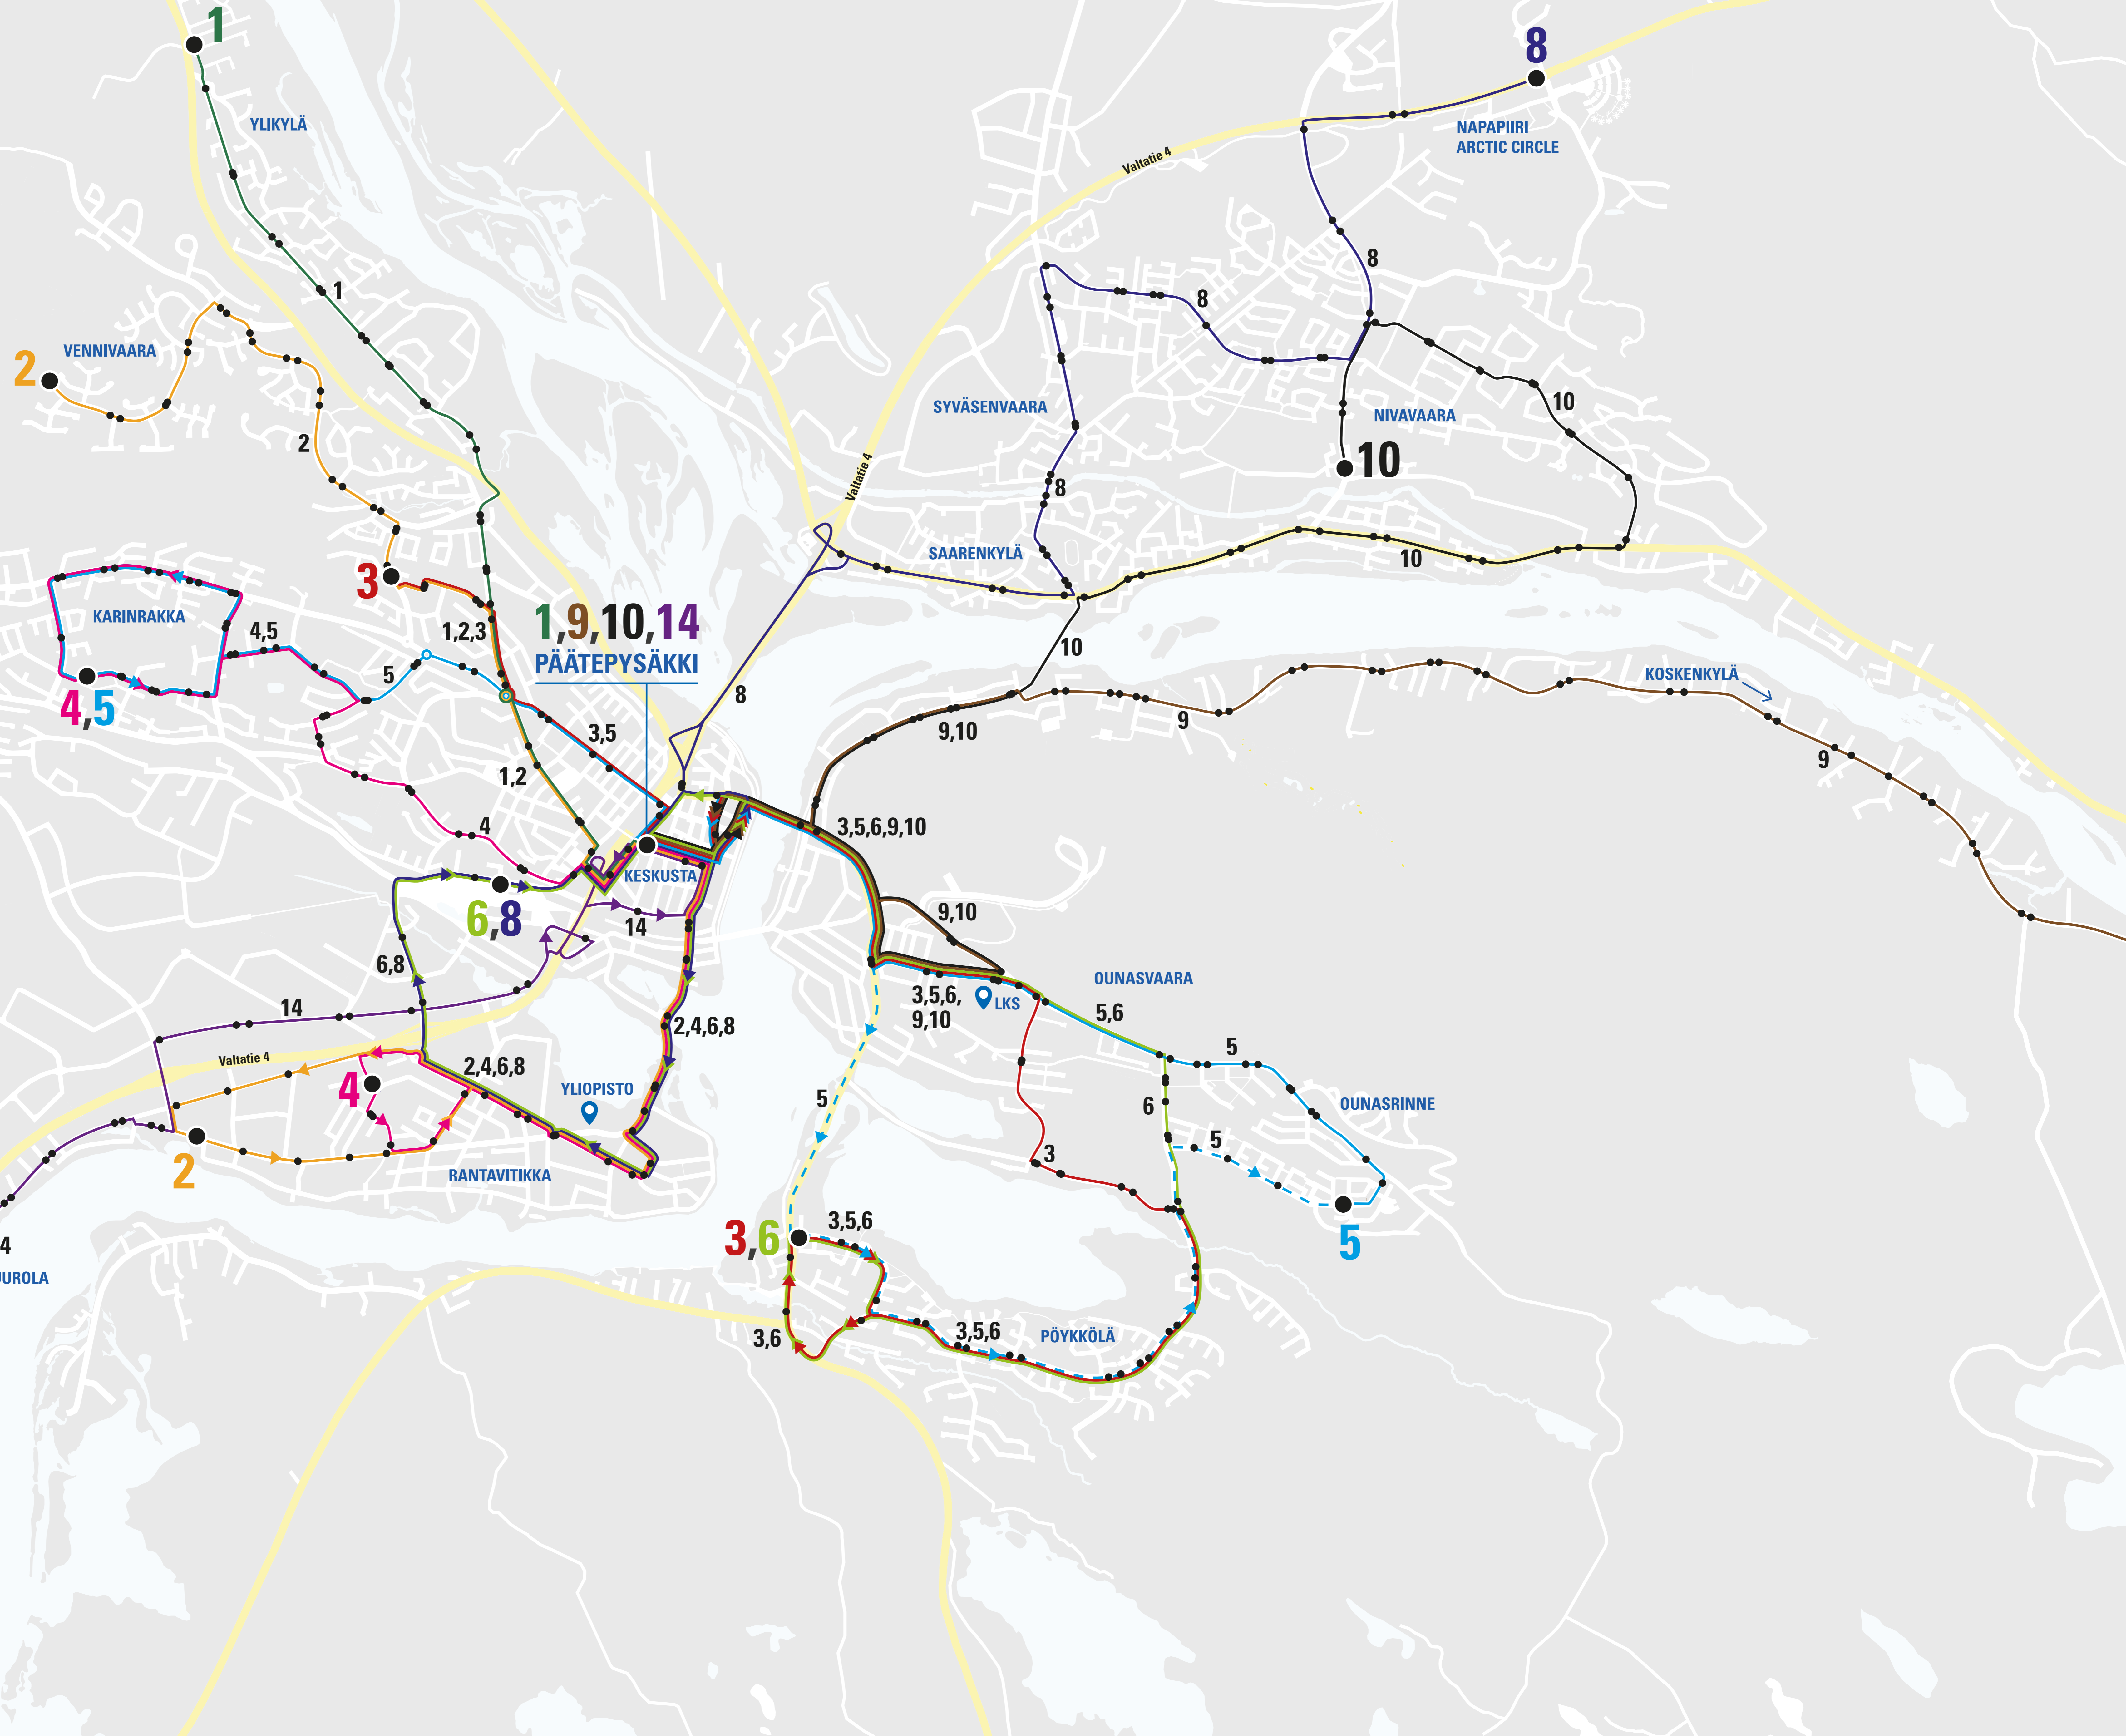 1
8
YLIKYLÄ
NAPAPIIRI
ARCTIC CIRCLE
Valtatie 4
8
1
8
VENNIVAARA
2
SYVÄSENVAARA
10
NIVAVAARA
2
10
Valtatie 4
8
SAARENKYLÄ
10
3
KARINRAKKA
4,5
1,2,3
1,9,10,14
PÄÄTEPYSÄKKI
10
5
KOSKENKYLÄ
4,5
8
9
3,5
9,10
9
1,2
4
3,5,6,9,10
KESKUSTA
6,8
14
9,10
6,8
OUNASVAARA
14
3,5,6,
9,10
LKS
5,6
2,4,6,8
Valtatie 4
2,4,6,8
5
4
YLIOPISTO
5
6
OUNASRINNE
2
RANTAVITIKKA
5
3
4
3,6
3,5,6
5
UROLA
3,6
3,5,6
PÖYKKÖLÄ